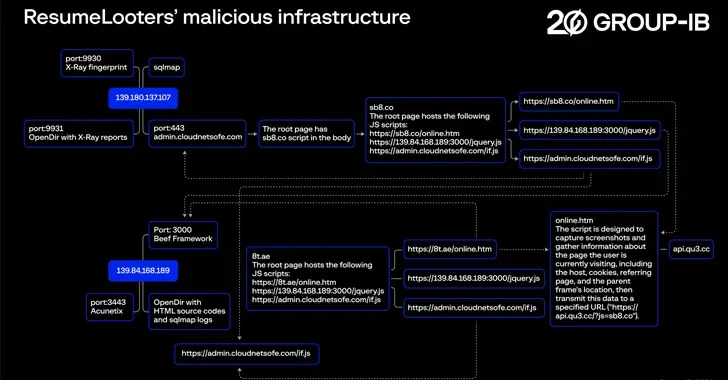 ResumeLooters' malicious infrastructure
GROUP-IB
port:9930
X-Ray fingerprint
sqlmap
139.180.137.107
port:9931
OpenDir with X-Ray reports
port:443
admin.cloudnetsofe.com
The root page has
sb8.co script in the body
sb8.co
The root page hosts the following
JS scripts:
https://sb8.co/online.htm
https://139.84.168.189:3000/jquery.js
https://admin.cloudnetsofe.com/if.js
https://sb8.co/online.htm
https://139.84.168.189:3000/jquery.js
https://admin.cloudnetsofe.com/if.js
Port: 3000
Beef Framework
139.84.168.189
port:3443
Acunetix
OpenDir with
HTML source codes
and sqlmap logs
8t.ae
The root page hosts the following
JS scripts:
https://8t.ae/online.htm
https://139.84.168.189:3000/jquery.js
https://admin.cloudnetsofe.com/if.js
https://8t.ae/online.htm
https://139.84.168.189:3000/jquery.js
https://admin.cloudnetsofe.com/if.js
online.htm
The script is designed to
capture screenshots and
gather information about
the page the user is
currently visiting, including
the host, cookies, referring
page, and the parent
frame's location, then
transmit this data to a
specified URL ("https://
api.qu3.cc/?js=sb8.co").
api.qu3.cc
https://admin.cloudnetsofe.com/if.js